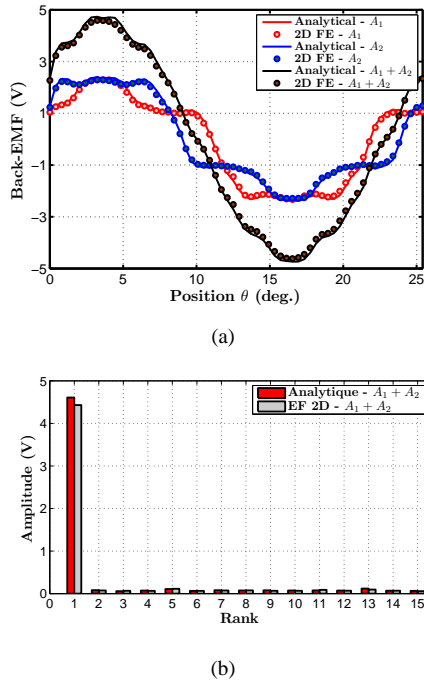 5
3
1
−1
−3
−5
Back-EMF (V)
Analytical - A₁
2D FE - A₁
Analytical - A₂
2D FE - A₂
Analytical - A₁ + A₂
2D FE - A₁ + A₂
0 5 10 15 20 25
Position θ (deg.)
(a)
5
4
3
2
1
0
Amplitude (V)
Analytique - A₁ + A₂
EF 2D - A₁ + A₂
0 1 2 3 4 5 6 7 8 9 10 11 12 13 14 15
Rank
(b)